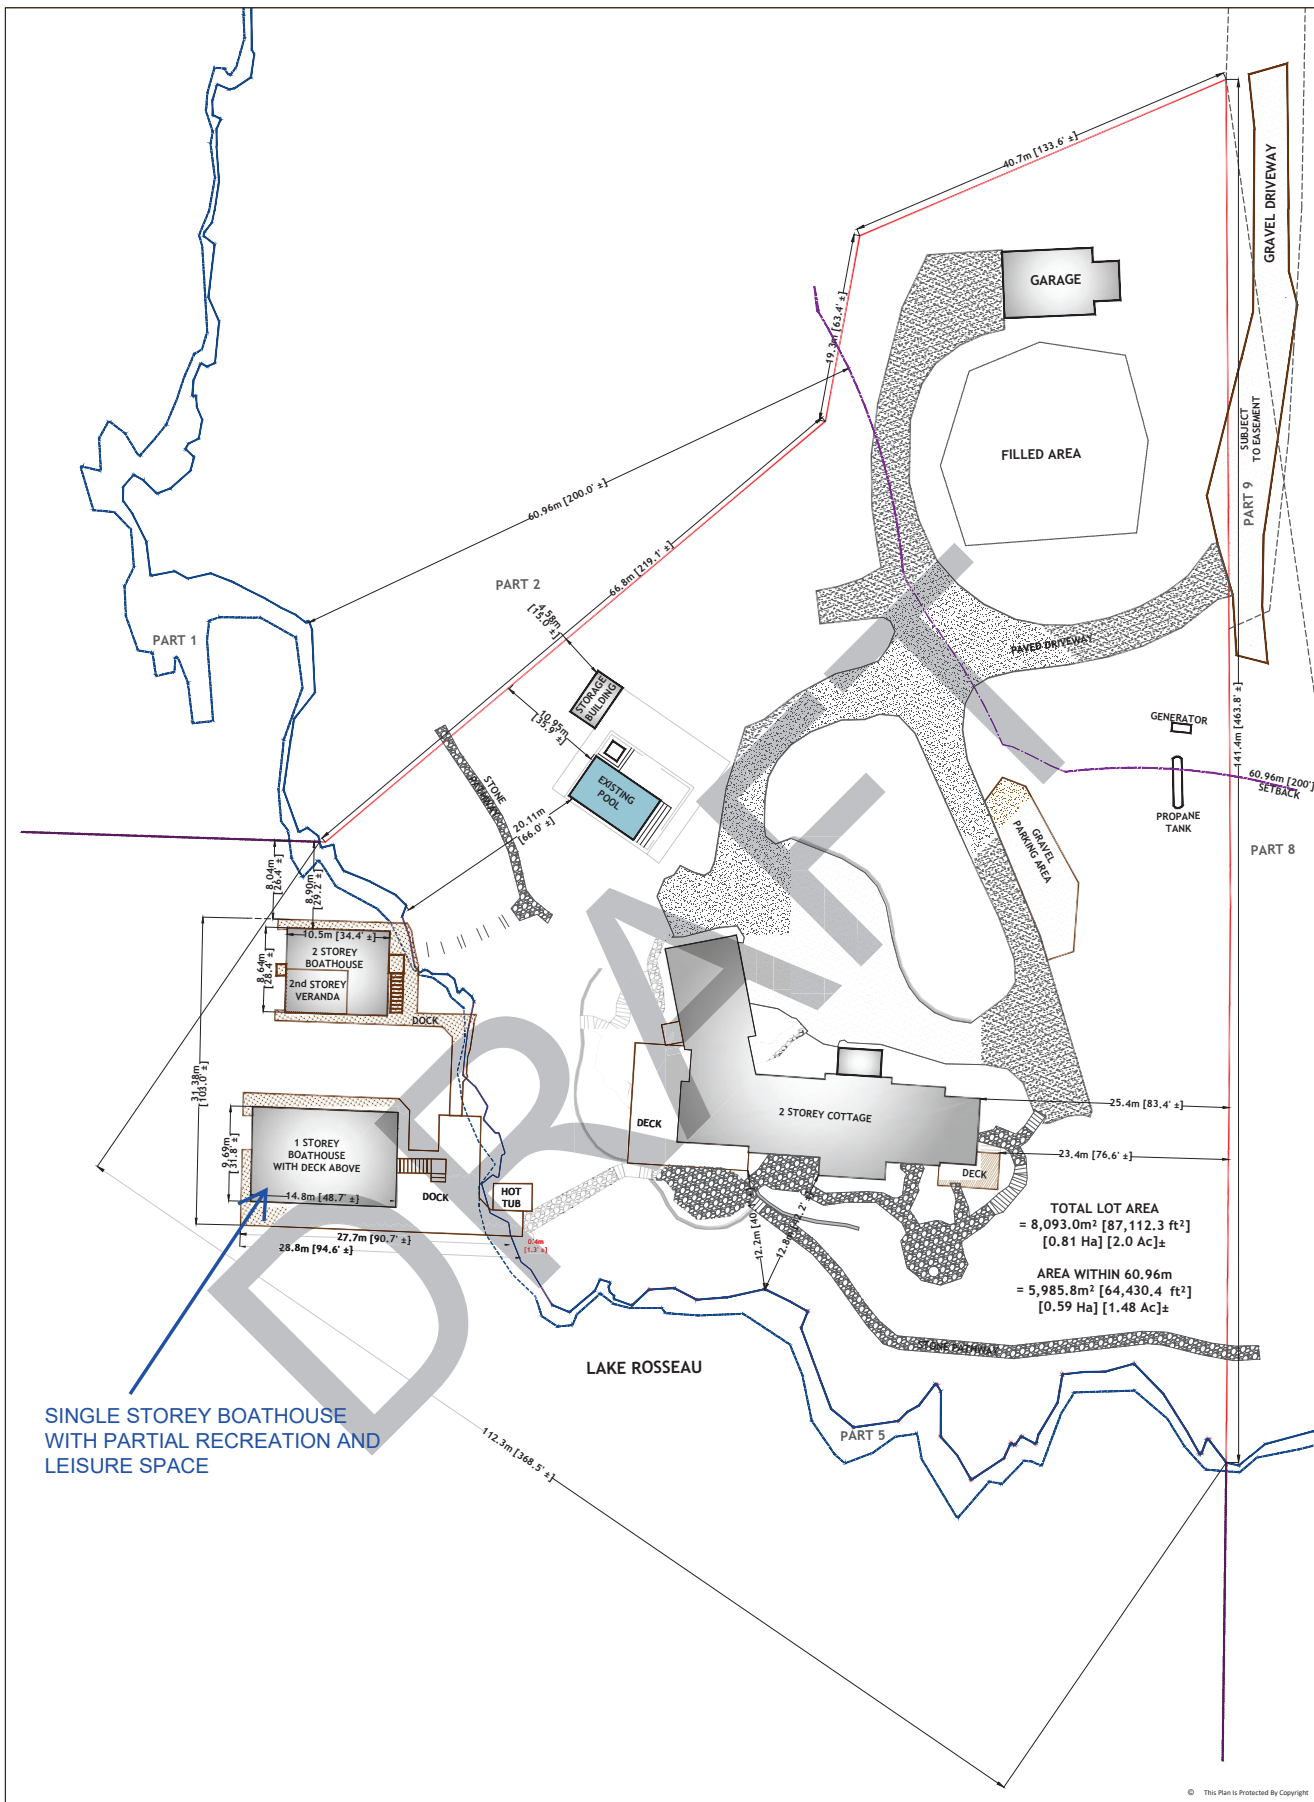 40.7m [133.6' ±]
GRAVEL DRIVEWAY
GARAGE
19.3m [63.4' ±]
SUBJECT
TO EASEMENT
FILLED AREA
PART 9
60.96m [200.0' ±]
66.8m [219.1' ±]
PART 2
4.58m
[15.0' ±]
PART 1
PAVED DRIVEWAY
STORAGE
BUILDING
10.95m
[35.9' ±]
GENERATOR
141.4m [463.8' ±]
60.96m [200']
SETBACK
EXISTING
POOL
STONE
PROPANE
TANK
20.11m
[66.0' ±]
GRAVEL
PARKING AREA
PART 8
8.04m
[26.4' ±]
8.90m
[29.2' ±]
10.5m [34.4' ±]
2 STOREY
BOATHOUSE
2nd STOREY
VERANDA
8.64m
[28.4' ±]
DOCK
31.38m
[103.0' ±]
25.4m [83.4' ±]
2 STOREY COTTAGE
DECK
9.69m
[31.8' ±]
1 STOREY
BOATHOUSE
WITH DECK ABOVE
23.4m [76.6' ±]
DECK
14.8m [48.7' ±]
DOCK
HOT
TUB
TOTAL LOT AREA
= 8,093.0m² [87,112.3 ft²]
[0.81 Ha] [2.0 Ac]±
27.7m [90.7' ±]
28.8m [94.6' ±]
0.4m
[1.3' ±]
AREA WITHIN 60.96m
= 5,985.8m² [64,430.4 ft²]
[0.59 Ha] [1.48 Ac]±
STONE PATHWAY
LAKE ROSSEAU
SINGLE STOREY BOATHOUSE
WITH PARTIAL RECREATION AND
LEISURE SPACE
PART 5
112.3m [368.5' ±]
DRAFT
© This Plan Is Protected By Copyright